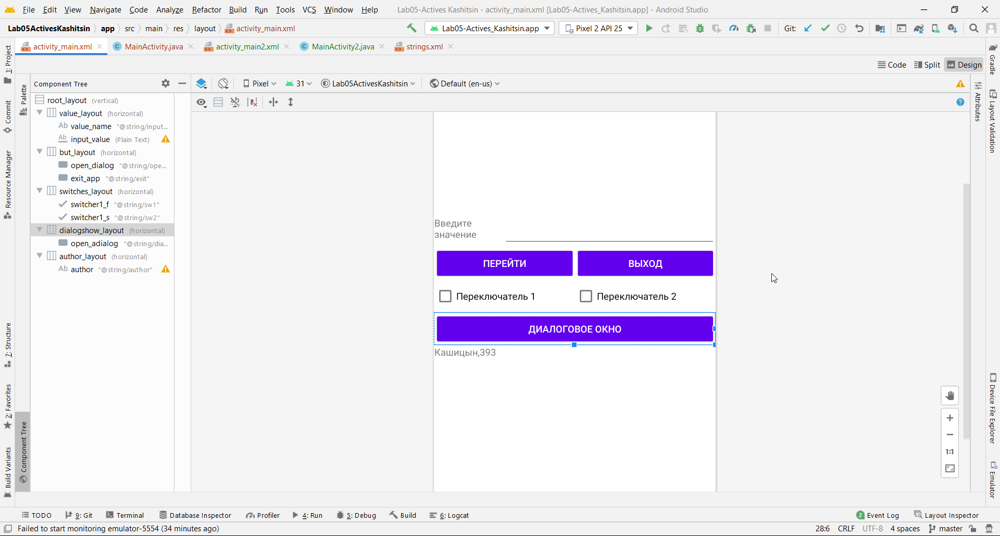 File Edit View Navigate Code Analyze Refactor Build Run Tools VCS Window Help Lab05-Actives Kashitsin - activity_main.xml [Lab05-Actives_Kashitsin.app] - Android Studio
Lab05ActivesKashitsin app src main res layout activity_main.xml Lab05-Actives_Kashitsin.app Pixel 2 API 25 Git:
activity_main.xml MainActivity.java activity_main2.xml MainActivity2.java strings.xml
Code Split Design
Component Tree Pixel 31 Lab05ActivesKashitsin Default (en-us)
root_layout (vertical)
value_layout (horizontal)
value_name "@string/input...
input_value (Plain Text)
but_layout (horizontal)
open_dialog "@string/ope...
exit_app "@string/exit"
switches_layout (horizontal)
switcher1_f "@string/sw1"
switcher1_s "@string/sw2"
dialogshow_layout (horizontal)
open_adialog "@string/dia...
author_layout (horizontal)
author "@string/author"
Введите
значение
ПЕРЕЙТИ ВЫХОД
Переключатель 1 Переключатель 2
ДИАЛОГОВОЕ ОКНО
Кашицын,393
1:1
1: Project
Commit
Resource Manager
7: Structure
2: Favorites
Build Variants
Palette
Component Tree
Attributes
Gradle
Layout Validation
Device File Explorer
Emulator
TODO 9: Git Terminal Database Inspector Profiler 4: Run 5: Debug Build 6: Logcat 2 Event Log Layout Inspector
Failed to start monitoring emulator-5554 (34 minutes ago) 28:6 CRLF UTF-8 4 spaces master